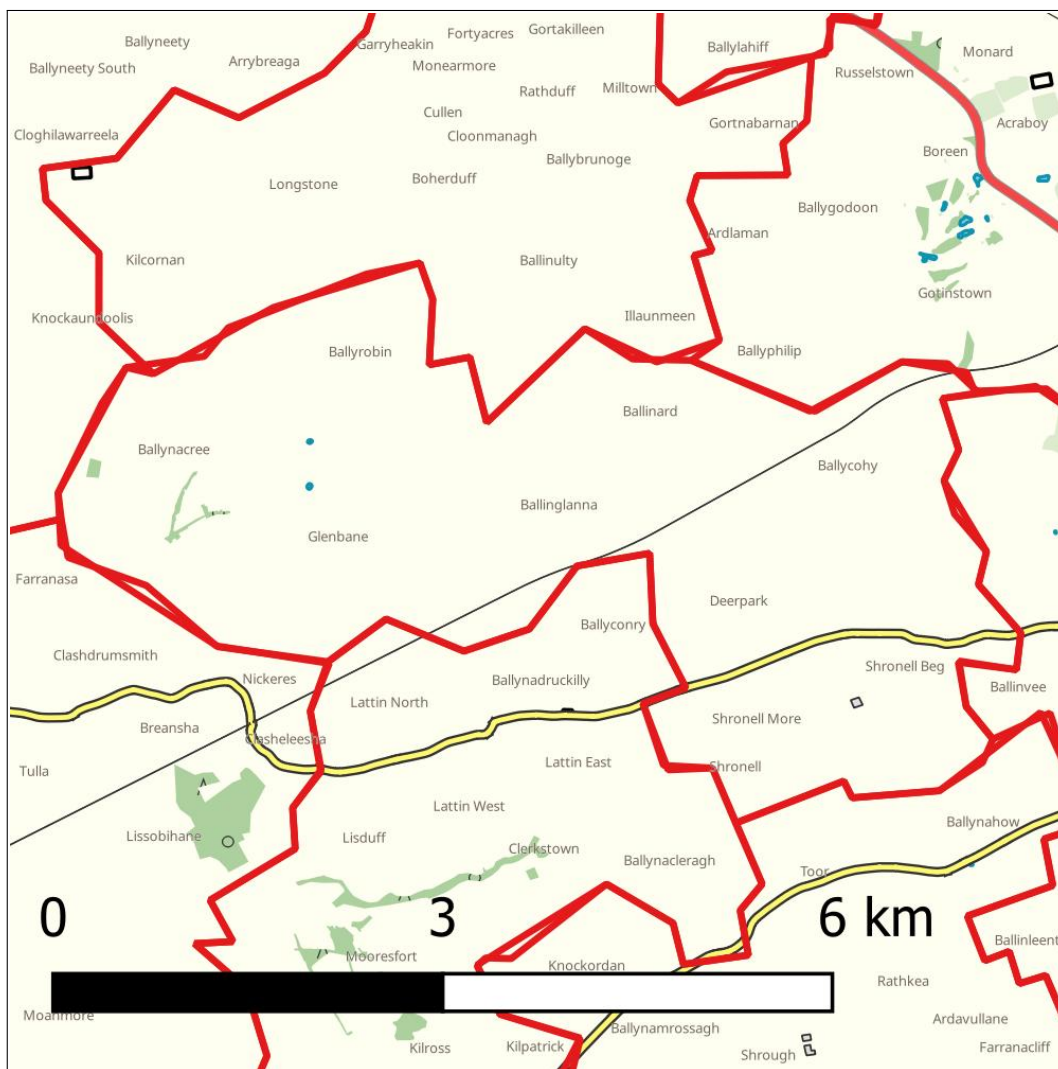 Fortyacres
Gortakilleen
Ballyneety
Garryheakin
Ballylahiff
Monard
Arrybreaga
Monearmore
Ballyneety South
Russelstown
Rathduff
Milltown
Cullen
Gortnabarnan
Acraboy
Cloghilawarreela
Cloonmanagh
Boreen
Ballybrunoge
Longstone
Boherduff
Ballygodoon
Ardlaman
Kilcornan
Ballinulty
Gotinstown
Knockaundoolis
Illaunmeen
Ballyrobin
Ballyphilip
Ballinard
Ballynacree
Ballycohy
Ballinglanna
Glenbane
Farranasa
Deerpark
Ballyconry
Clashdrumsmith
Shronell Beg
Nickeres
Ballynadruckilly
Ballinvee
Lattin North
Breansha
Shronell More
Clasheleesha
Tulla
Lattin East
Shronell
Lattin West
Ballynahow
Lissobihane
Lisduff
Clerkstown
Ballynacleragh
Toor
0
3
6 km
Ballinleent
Mooresfort
Knockordan
Rathkea
Moanmore
Ballynamrossagh
Ardavullane
Kilross
Kilpatrick
Shrough
Farranacliff